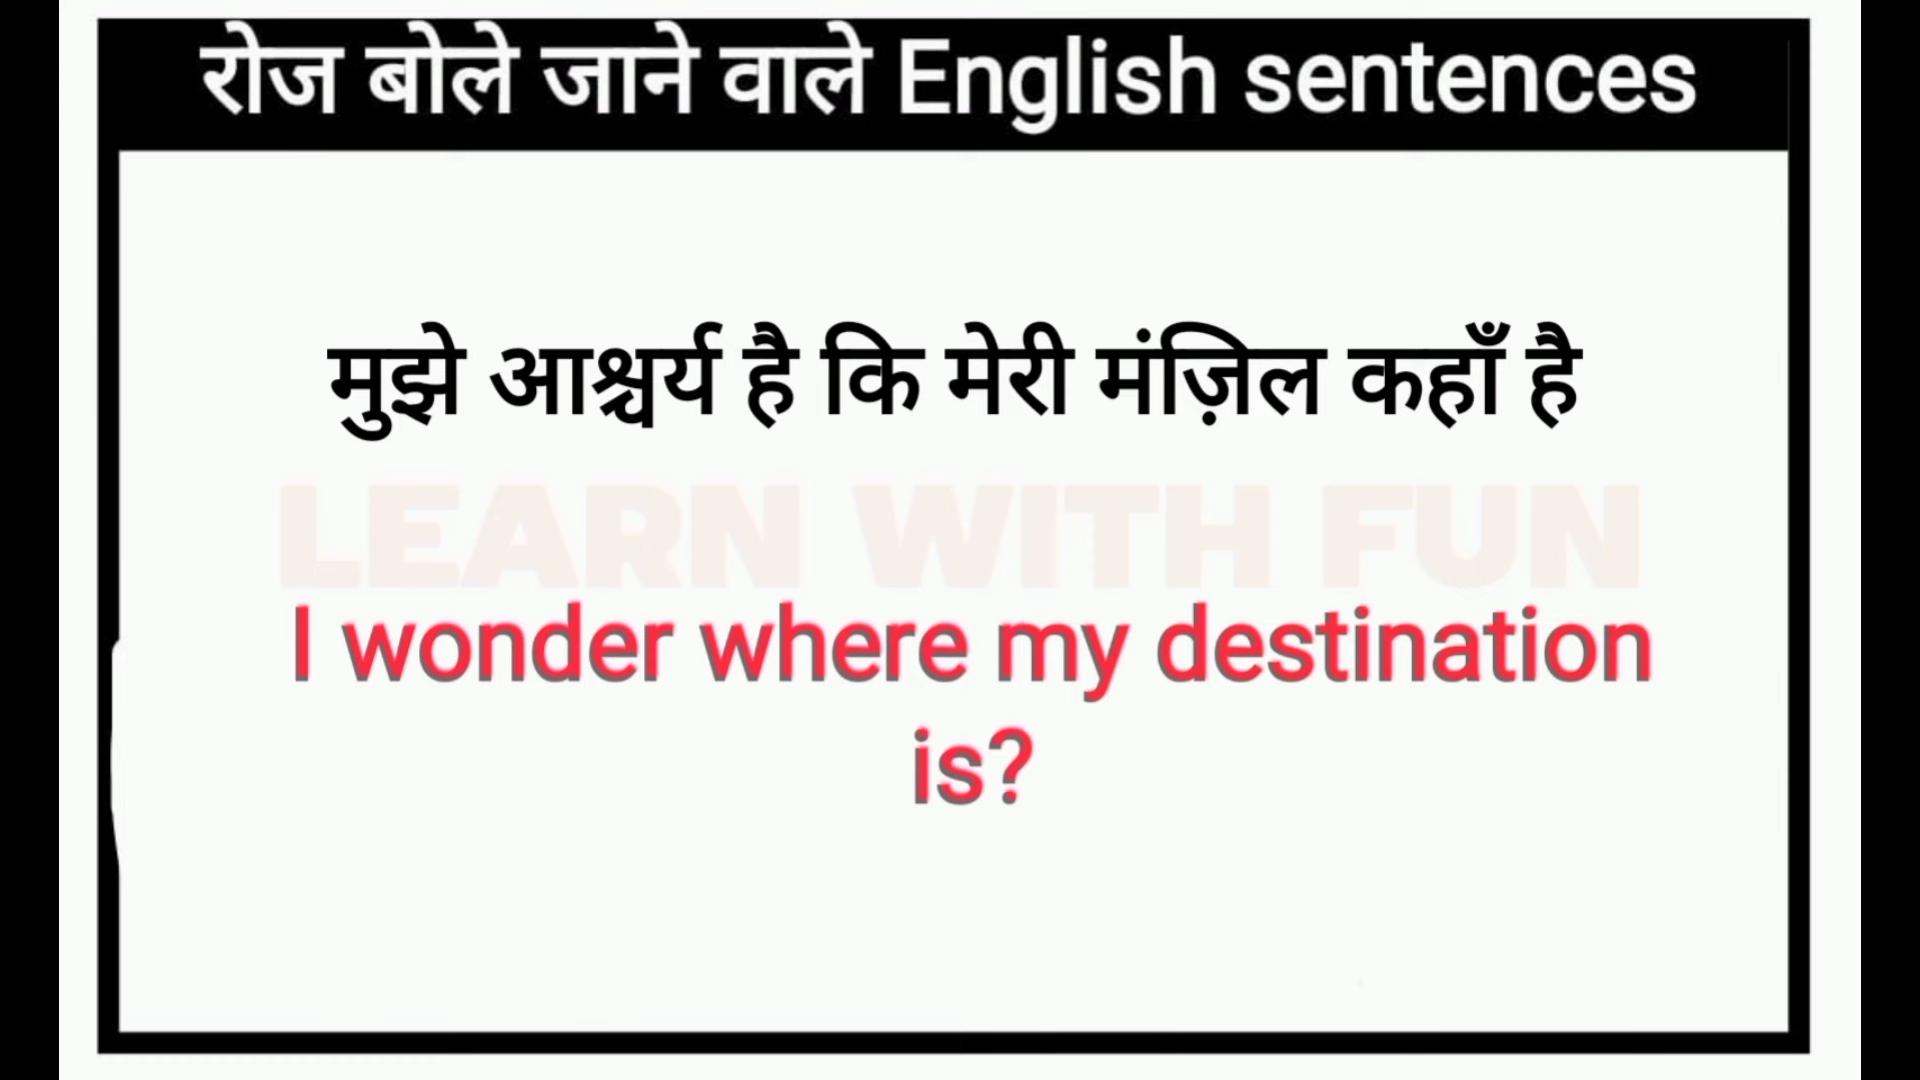 रोज बोले जाने वाले English sentences
मुझे आश्चर्य है कि मेरी मंज़िल कहाँ है
LEARN WITH FUN
I wonder where my destination
is?